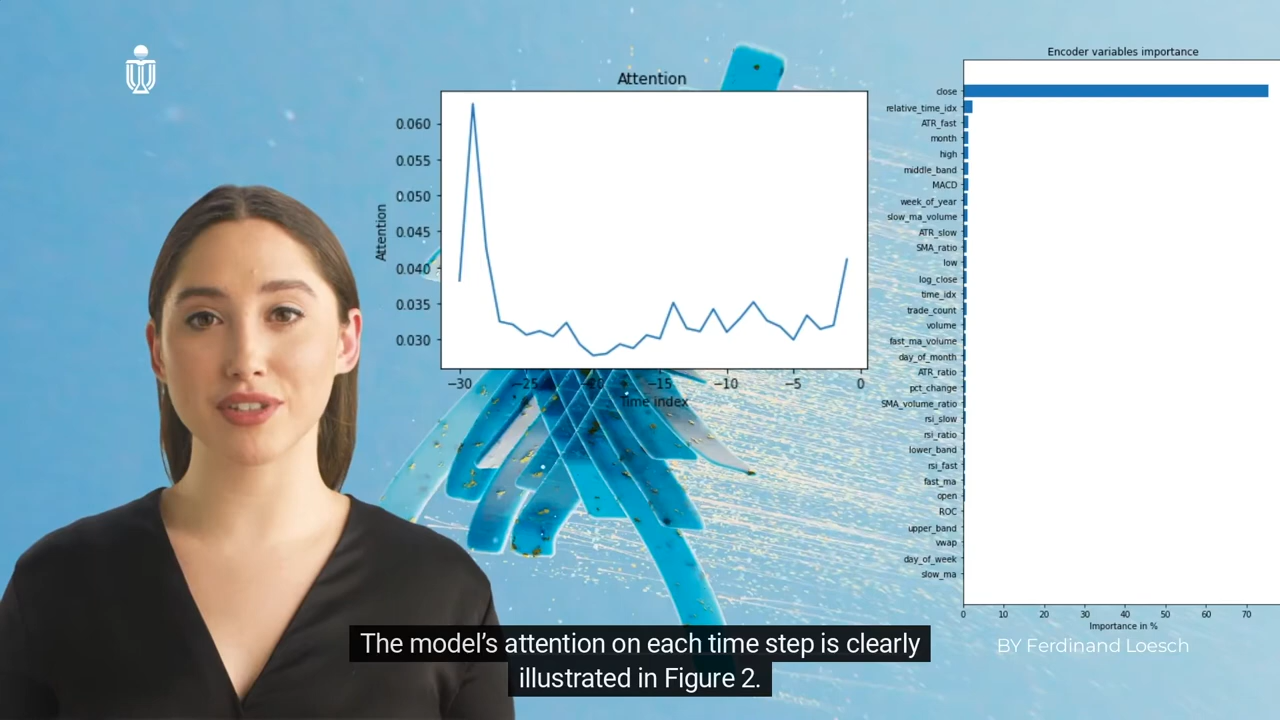 Attention
0.060
0.055
0.050
0.045
0.040
0.035
0.030
Attention
−30 −25 −20 −15 −10 −5 0
Time index
Encoder variables importance
close
relative_time_idx
ATR_fast
month
high
middle_band
MACD
week_of_year
slow_ma_volume
ATR_slow
SMA_ratio
low
log_close
time_idx
trade_count
volume
fast_ma_volume
day_of_month
ATR_ratio
pct_change
SMA_volume_ratio
rsi_slow
rsi_ratio
lower_band
rsi_fast
fast_ma
open
ROC
upper_band
vwap
day_of_week
slow_ma
0 10 20 30 40 50 60 70
Importance in %
BY Ferdinand Loesch
The model’s attention on each time step is clearly
illustrated in Figure 2.